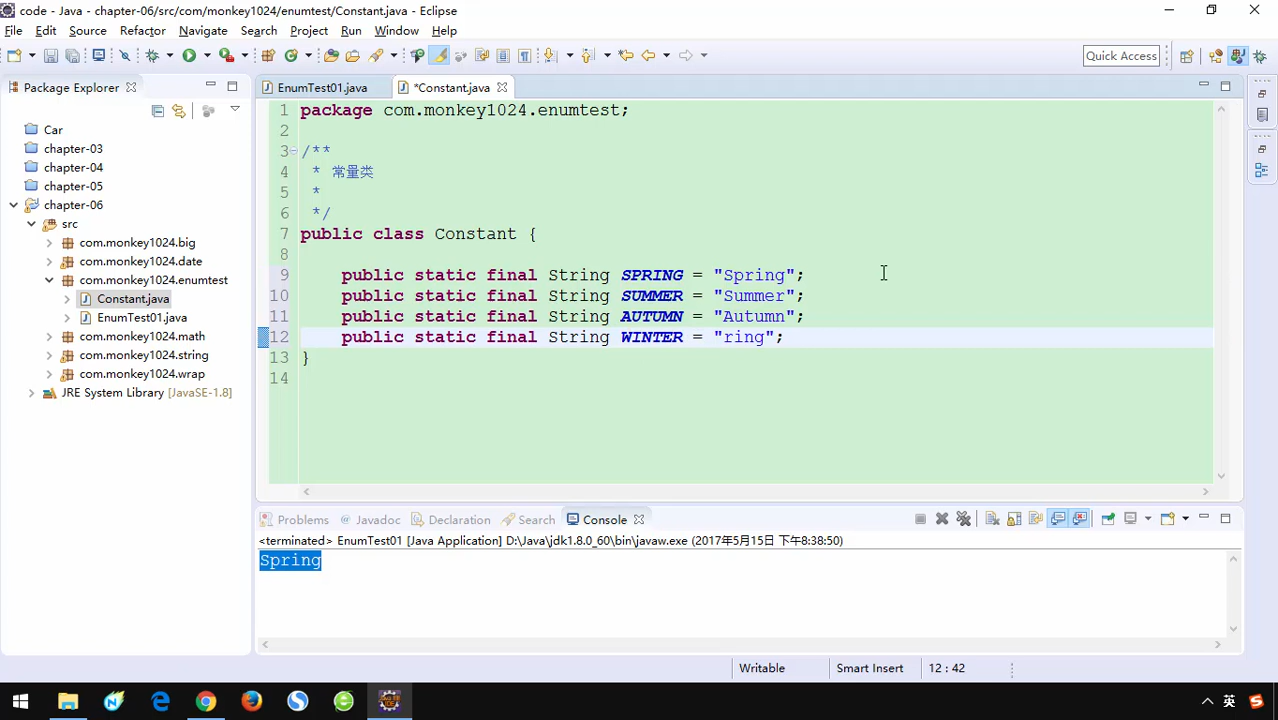 code - Java - chapter-06/src/com/monkey1024/enumtest/Constant.java - Eclipse
File Edit Source Refactor Navigate Search Project Run Window Help
Quick Access
Package Explorer
EnumTest01.java
*Constant.java
Car
chapter-03
chapter-04
chapter-05
chapter-06
src
com.monkey1024.big
com.monkey1024.date
com.monkey1024.enumtest
Constant.java
EnumTest01.java
com.monkey1024.math
com.monkey1024.string
com.monkey1024.wrap
JRE System Library [JavaSE-1.8]
1 package com.monkey1024.enumtest;
2
3 /**
4 * 常量类
5 *
6 */
7 public class Constant {
8
9 public static final String SPRING = "Spring";
10 public static final String SUMMER = "Summer";
11 public static final String AUTUMN = "Autumn";
12 public static final String WINTER = "ring";
13 }
14
Problems @ Javadoc Declaration Search Console
<terminated> EnumTest01 [Java Application] D:\Java\jdk1.8.0_60\bin\javaw.exe (2017年5月15日 下午8:38:50)
Spring
Writable Smart Insert 12 : 42
英